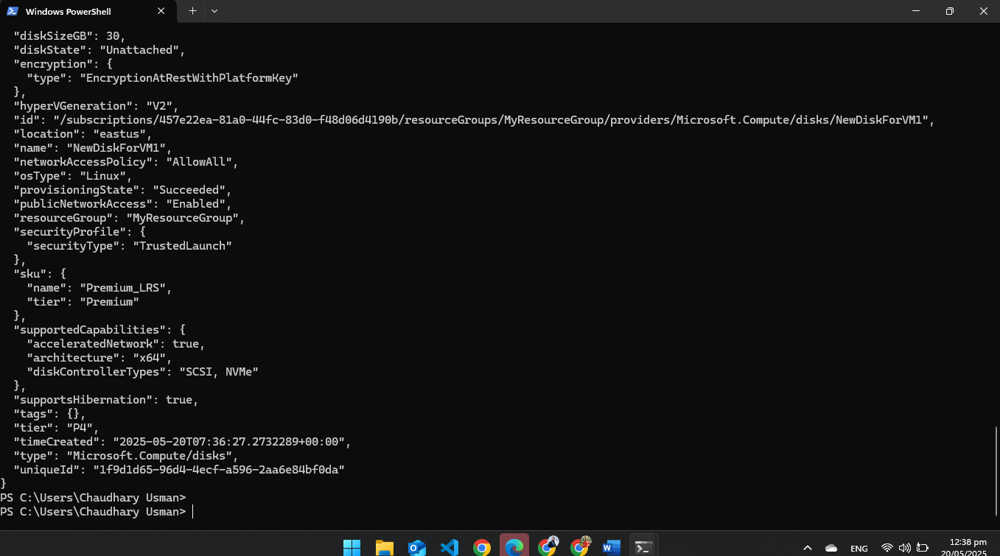 Windows PowerShell
"diskSizeGB": 30,
"diskState": "Unattached",
"encryption": {
"type": "EncryptionAtRestWithPlatformKey"
},
"hyperVGeneration": "V2",
"id": "/subscriptions/457e22ea-81a0-44fc-83d0-f48d06d4190b/resourceGroups/MyResourceGroup/providers/Microsoft.Compute/disks/NewDiskForVM1",
"location": "eastus",
"name": "NewDiskForVM1",
"networkAccessPolicy": "AllowAll",
"osType": "Linux",
"provisioningState": "Succeeded",
"publicNetworkAccess": "Enabled",
"resourceGroup": "MyResourceGroup",
"securityProfile": {
"securityType": "TrustedLaunch"
},
"sku": {
"name": "Premium_LRS",
"tier": "Premium"
},
"supportedCapabilities": {
"acceleratedNetwork": true,
"architecture": "x64",
"diskControllerTypes": "SCSI, NVMe"
},
"supportsHibernation": true,
"tags": {},
"tier": "P4",
"timeCreated": "2025-05-20T07:36:27.2732289+00:00",
"type": "Microsoft.Compute/disks",
"uniqueId": "1f9d1d65-96d4-4ecf-a596-2aa6e84bf0da"
}
PS C:\Users\Chaudhary Usman>
PS C:\Users\Chaudhary Usman>
ENG
12:38 pm
20/05/2025